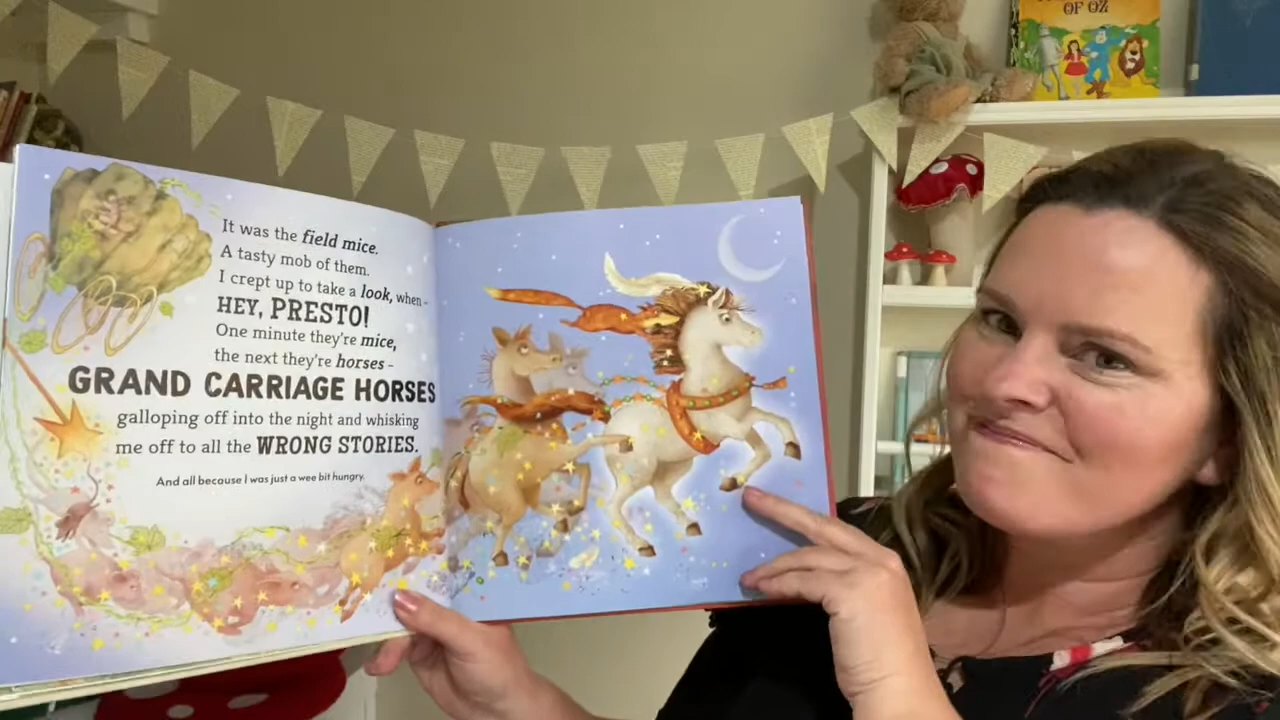 OF OZ
It was the field mice.
A tasty mob of them.
I crept up to take a look, when –
HEY, PRESTO!
One minute they're mice,
the next they're horses –
GRAND CARRIAGE HORSES
galloping off into the night and whisking
me off to all the WRONG STORIES.
And all because I was just a wee bit hungry.